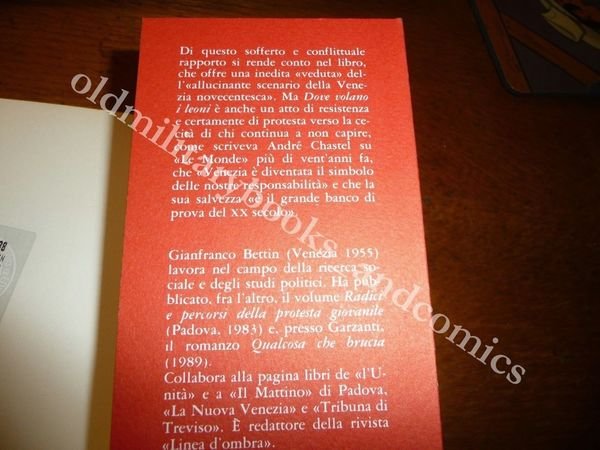 Di questo sofferto e conflittuale
rapporto si rende conto nel libro,
che offre una inedita «veduta» del-
l'«allucinante scenario della Vene-
zia novecentesca». Ma Dove volano
i leoni è anche un atto di resistenza
e certamente di protesta verso la ce-
cità di chi continua a non capire,
come scriveva André Chastel su
«Le Monde» più di vent'anni fa,
che «Venezia è diventata il simbolo
delle nostre responsabilità» e che la
sua salvezza «è il grande banco di
prova del XX secolo».
Gianfranco Bettin (Venezia 1955)
lavora nel campo della ricerca so-
ciale e degli studi politici. Ha pub-
blicato, fra l'altro, il volume Radici
e percorsi della protesta giovanile
(Padova, 1983) e, presso Garzanti,
il romanzo Qualcosa che brucia
(1989).
Collabora alla pagina libri de «l'U-
nità» e a «Il Mattino» di Padova,
«La Nuova Venezia» e «Tribuna di
Treviso». È redattore della rivista
«Linea d'ombra».
oldmilitarybooksandcomics